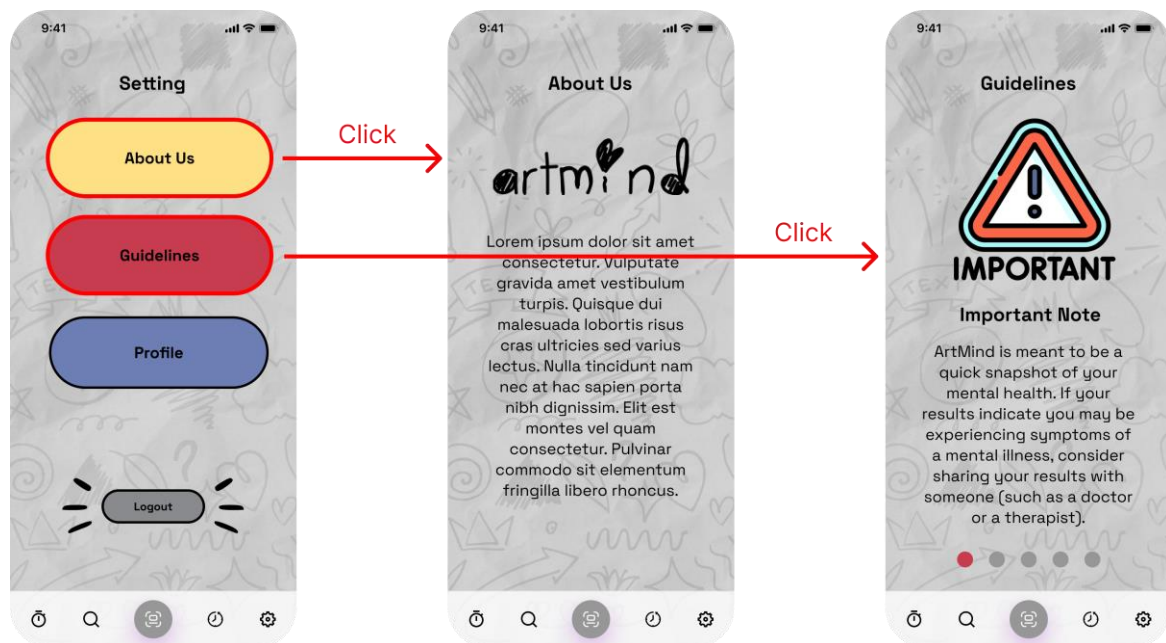 9:41
Setting
About Us
Guidelines
Profile
Logout
Click
9:41
About Us
artmind
Lorem ipsum dolor sit amet
consectetur. Vulputate
gravida amet vestibulum
turpis. Quisque dui
malesuada lobortis risus
cras ultricies sed varius
lectus. Nulla tincidunt nam
nec at hac sapien porta
nibh dignissim. Elit est
montes vel quam
consectetur. Pulvinar
commodo sit elementum
fringilla libero rhoncus.
Click
9:41
Guidelines
IMPORTANT
Important Note
ArtMind is meant to be a
quick snapshot of your
mental health. If your
results indicate you may be
experiencing symptoms of
a mental illness, consider
sharing your results with
someone (such as a doctor
or a therapist).